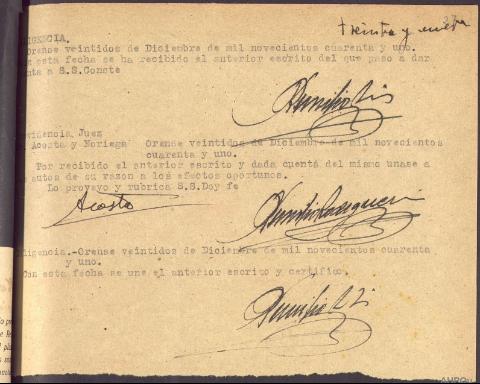 treinta y nueve
IGENCIA.
Orense veintidos de Diciembre de mil novecientos cuarenta y uno.
esta fecha se ha recibido el anterior escrito del que paso a dar
nta a S.S.Conste
videncia Juez
Acosta y Noriega Orense veintidos de Diciembre de mil novecientos
cuarenta y uno.
Por recibido el anterior escrito y dada cuenta del mismo unase a
autos de su razon a los efectos oportunos.
Lo proveyo y rubrica S.S.Doy fe
Acosta
ligencia.-Orense veintidos de Diciembre de mil novecientos cuarenta
y uno.
Con esta fecha se une el anterior escrito y certifico